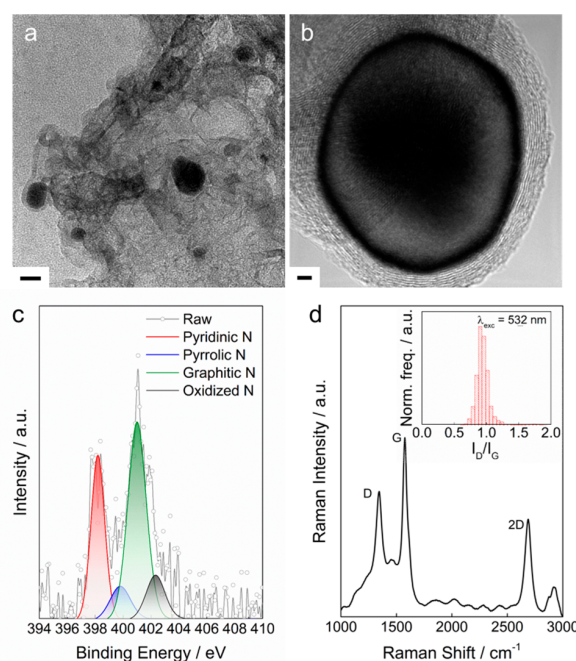 a
b
c
Raw
Pyridinic N
Pyrrolic N
Graphitic N
Oxidized N
Intensity / a.u.
394 396 398 400 402 404 406 408 410
Binding Energy / eV
d
λexc = 532 nm
Norm. freq. / a.u.
0.0 0.5 1.0 1.5 2.0
ID/IG
D
G
2D
Raman Intensity / a.u.
1000 1500 2000 2500 3000
Raman Shift / cm-1